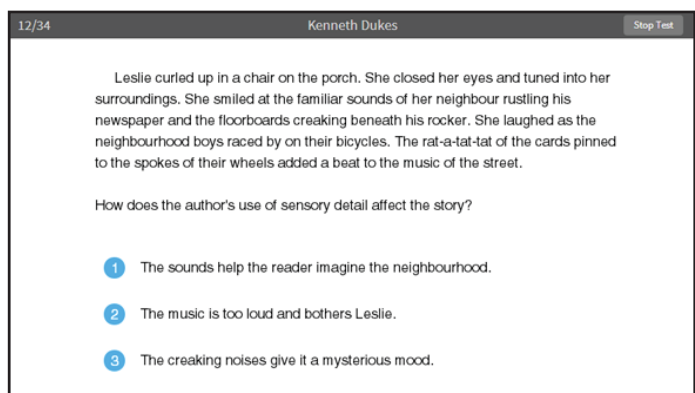 12/34 Kenneth Dukes Stop Test
Leslie curled up in a chair on the porch. She closed her eyes and tuned into her
surroundings. She smiled at the familiar sounds of her neighbour rustling his
newspaper and the floorboards creaking beneath his rocker. She laughed as the
neighbourhood boys raced by on their bicycles. The rat-a-tat-tat of the cards pinned
to the spokes of their wheels added a beat to the music of the street.
How does the author's use of sensory detail affect the story?
1 The sounds help the reader imagine the neighbourhood.
2 The music is too loud and bothers Leslie.
3 The creaking noises give it a mysterious mood.